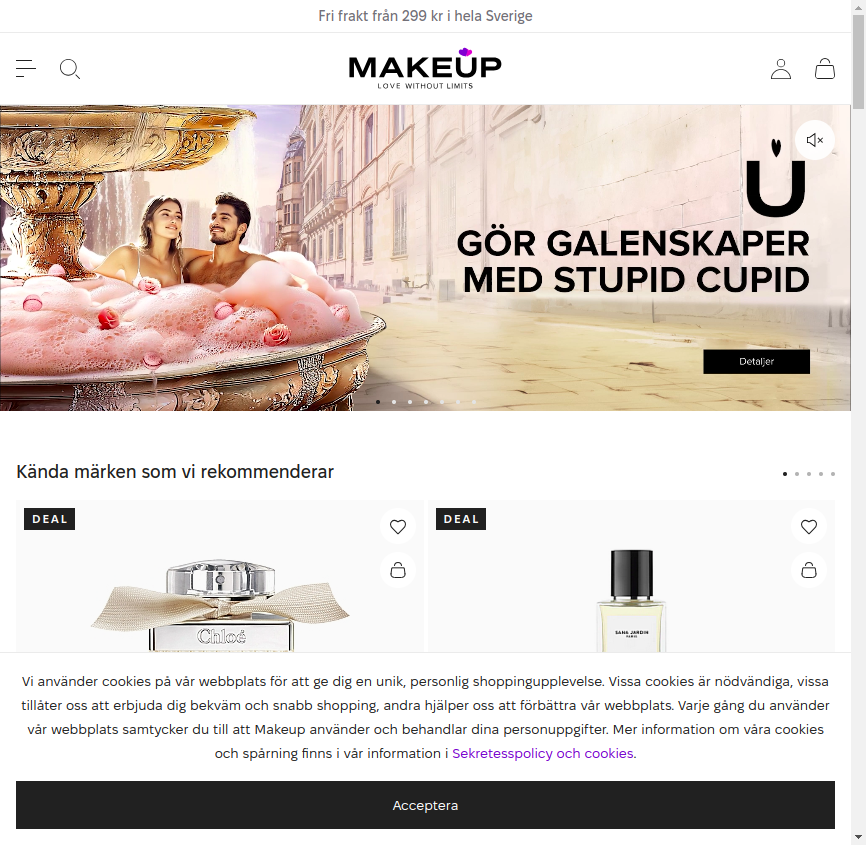 Fri frakt från 299 kr i hela Sverige
MAKEUP
LOVE WITHOUT LIMITS
GÖR GALENSKAPER
MED STUPID CUPID
Detaljer
Kända märken som vi rekommenderar
DEAL
DEAL
Chloé
SANA JARDIN
PARIS
Vi använder cookies på vår webbplats för att ge dig en unik, personlig shoppingupplevelse. Vissa cookies är nödvändiga, vissa
tillåter oss att erbjuda dig bekväm och snabb shopping, andra hjälper oss att förbättra vår webbplats. Varje gång du använder
vår webbplats samtycker du till att Makeup använder och behandlar dina personuppgifter. Mer information om våra cookies
och spårning finns i vår information i Sekretesspolicy och cookies.
Acceptera